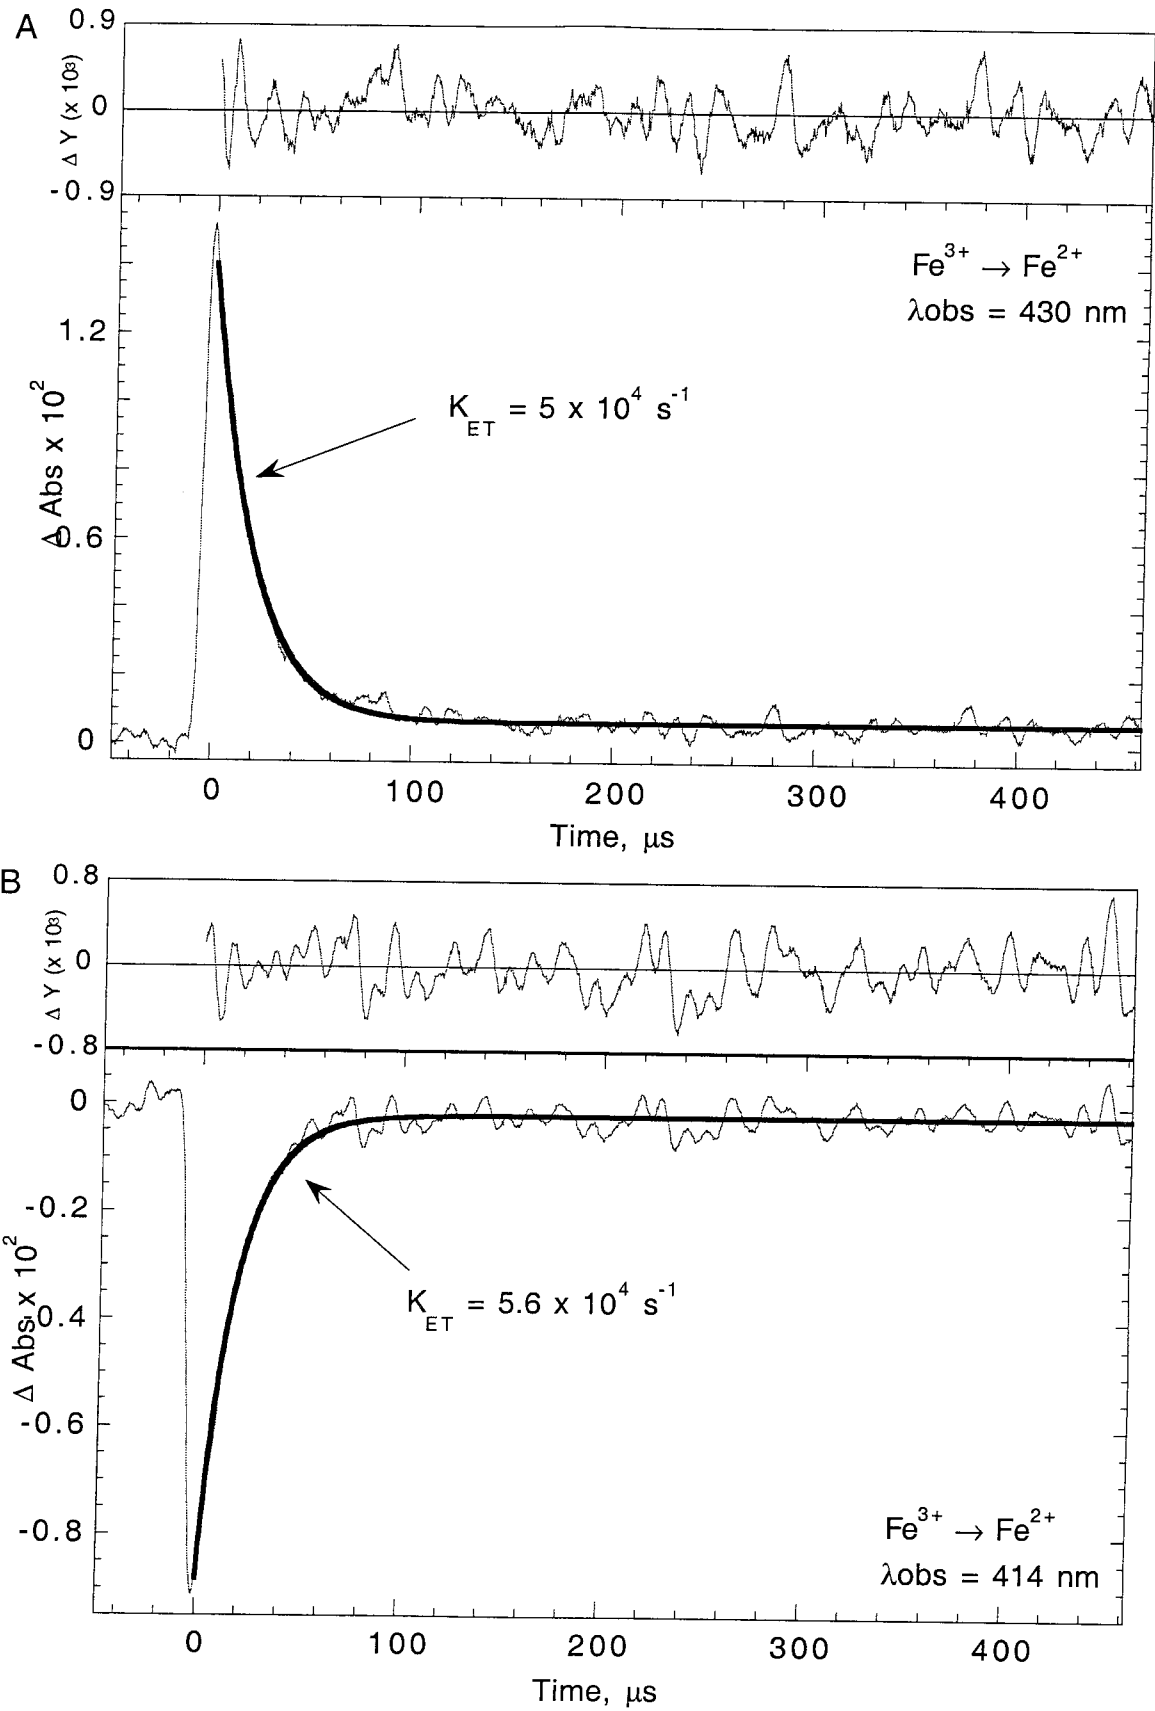 A
0.9
0
-0.9
Δ Y (x 10³)
Fe³⁺ → Fe²⁺
λobs = 430 nm
1.2
0.6
0
Δ Abs x 10²
K_ET = 5 x 10⁴ s⁻¹
0 100 200 300 400
Time, μs
B
0.8
0
-0.8
Δ Y (x 10³)
0
-0.2
-0.4
-0.6
-0.8
Δ Abs, x 10²
K_ET = 5.6 x 10⁴ s⁻¹
Fe³⁺ → Fe²⁺
λobs = 414 nm
0 100 200 300 400
Time, μs